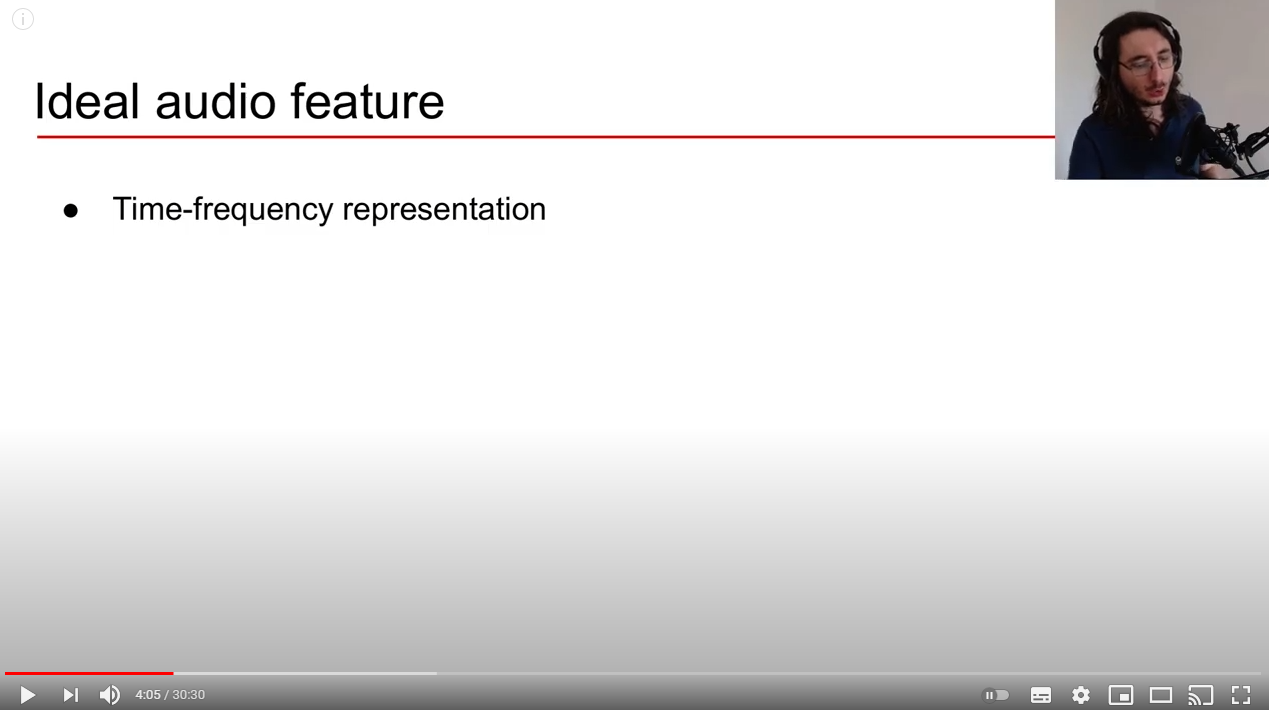 Ideal audio feature
● Time-frequency representation
4:05 / 30:30